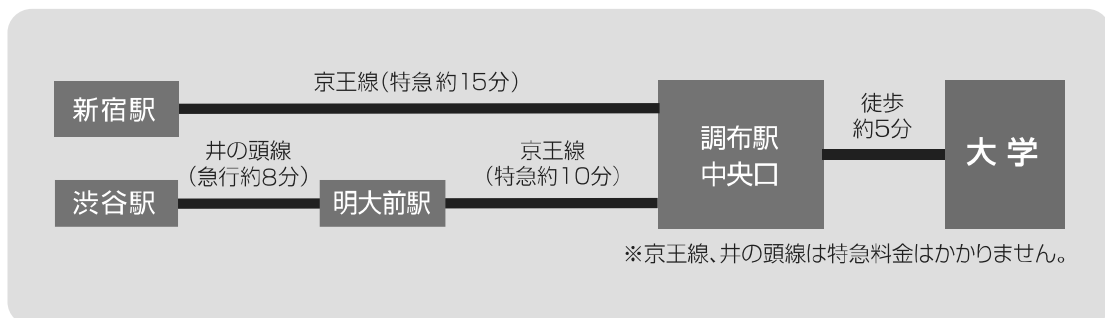 京王線(特急約15分)
新宿駅
井の頭線
(急行約8分)
京王線
(特急約10分)
渋谷駅
明大前駅
調布駅
中央口
徒歩
約5分
大学
※京王線、井の頭線は特急料金はかかりません。